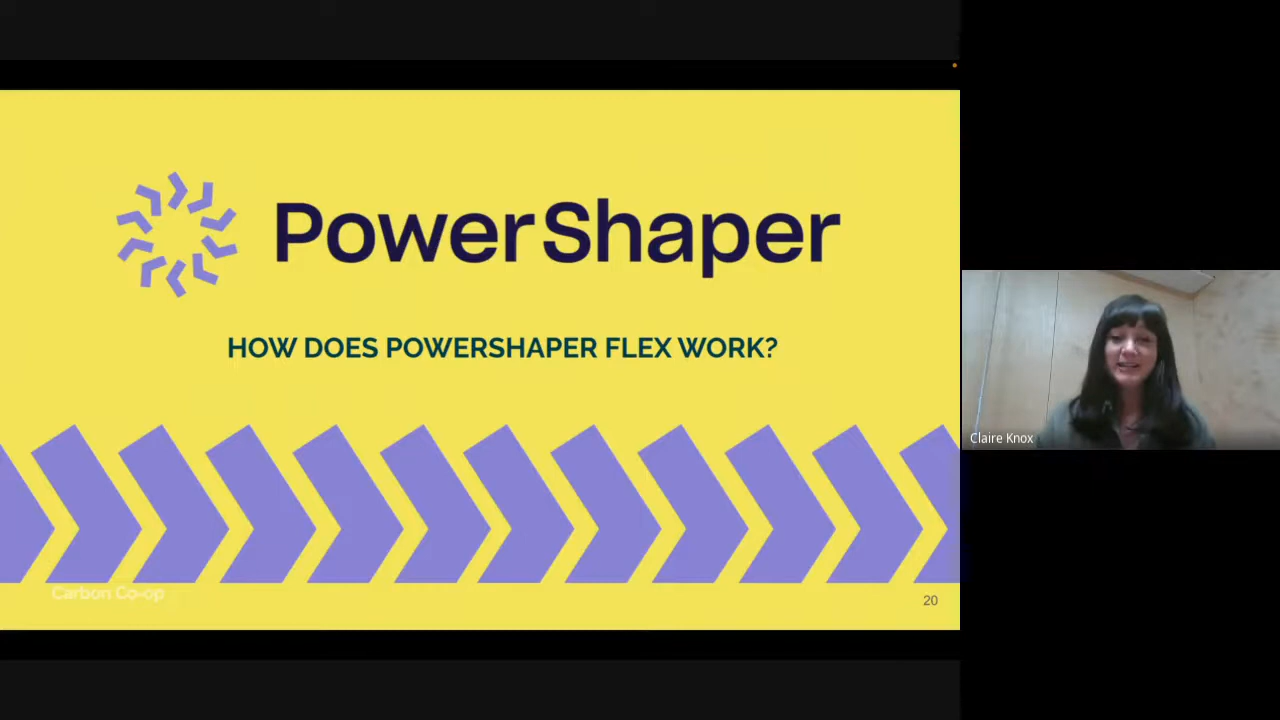 PowerShaper
HOW DOES POWERSHAPER FLEX WORK?
Claire Knox
Carbon Co-op
20